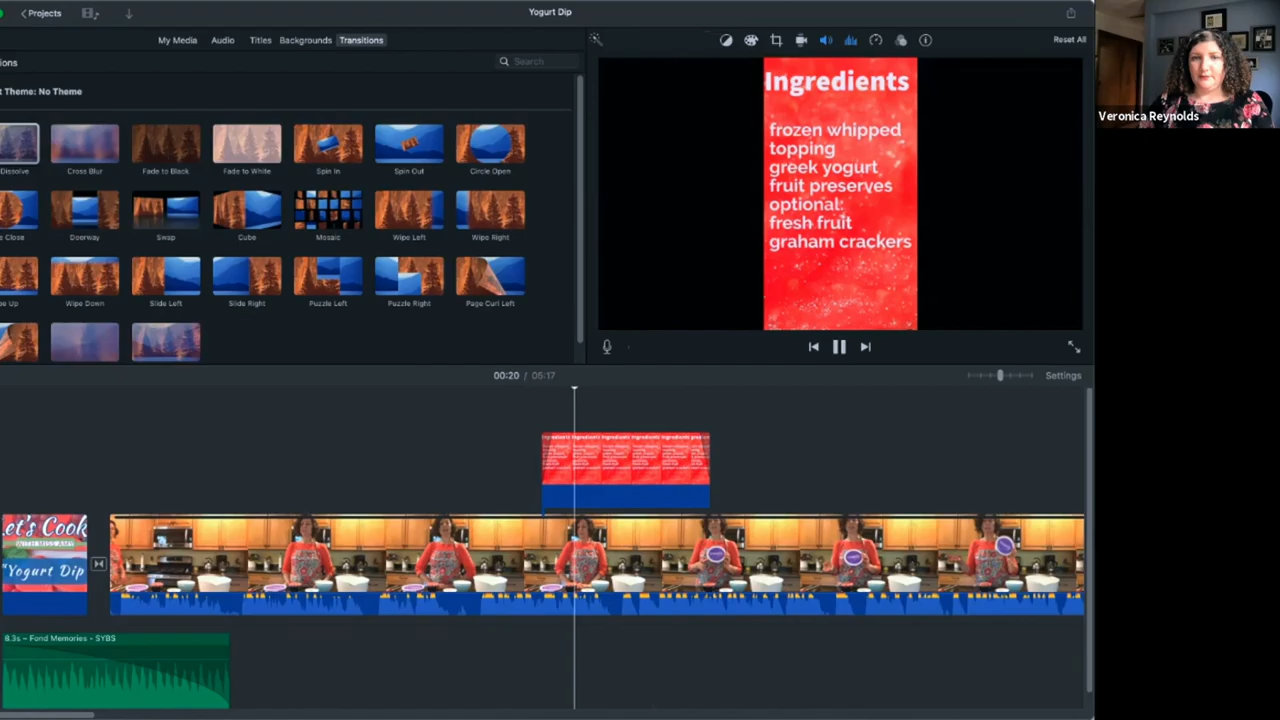 Projects
Yogurt Dip
My Media
Audio
Titles
Backgrounds
Transitions
Reset All
Search
Theme: No Theme
Dissolve
Cross Blur
Fade to Black
Fade to White
Spin In
Spin Out
Circle Open
Close
Doorway
Swap
Cube
Mosaic
Wipe Left
Wipe Right
Wipe Down
Slide Left
Slide Right
Puzzle Left
Puzzle Right
Page Curl Left
Ingredients
frozen whipped
topping
greek yogurt
fruit preserves
optional:
fresh fruit
graham crackers
Veronica Reynolds
00:20 / 05:17
Settings
Let's Cook
WITH MISS AMY
"Yogurt Dip
8.3s – Fond Memories - SYBS